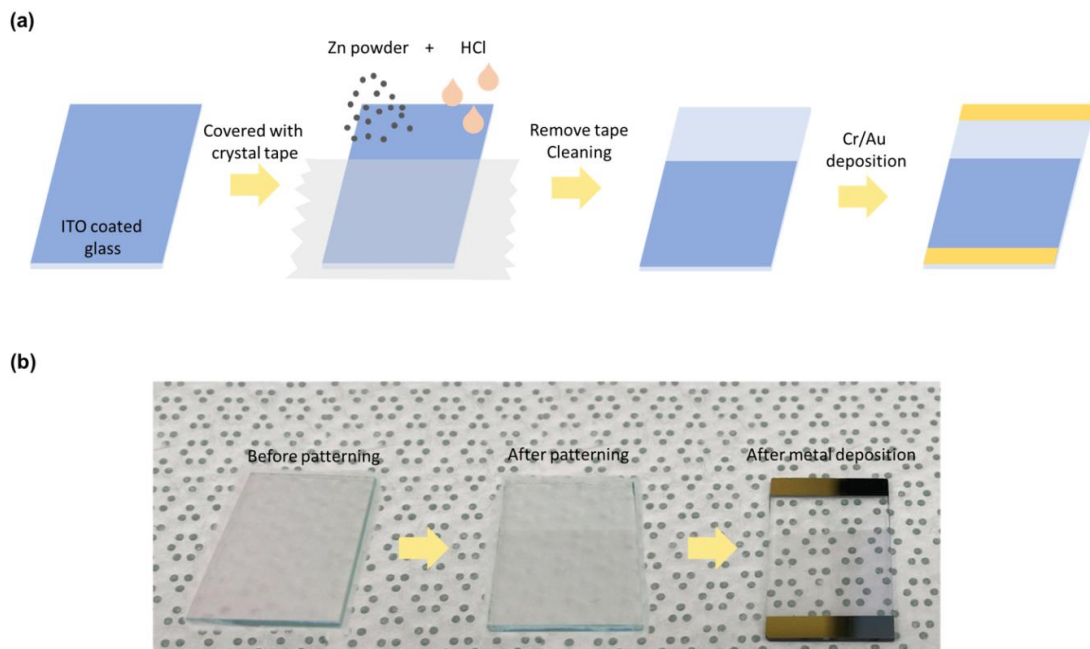 (a)
Zn powder + HCl
Covered with
crystal tape
Remove tape
Cleaning
Cr/Au
deposition
ITO coated
glass
(b)
Before patterning
After patterning
After metal deposition